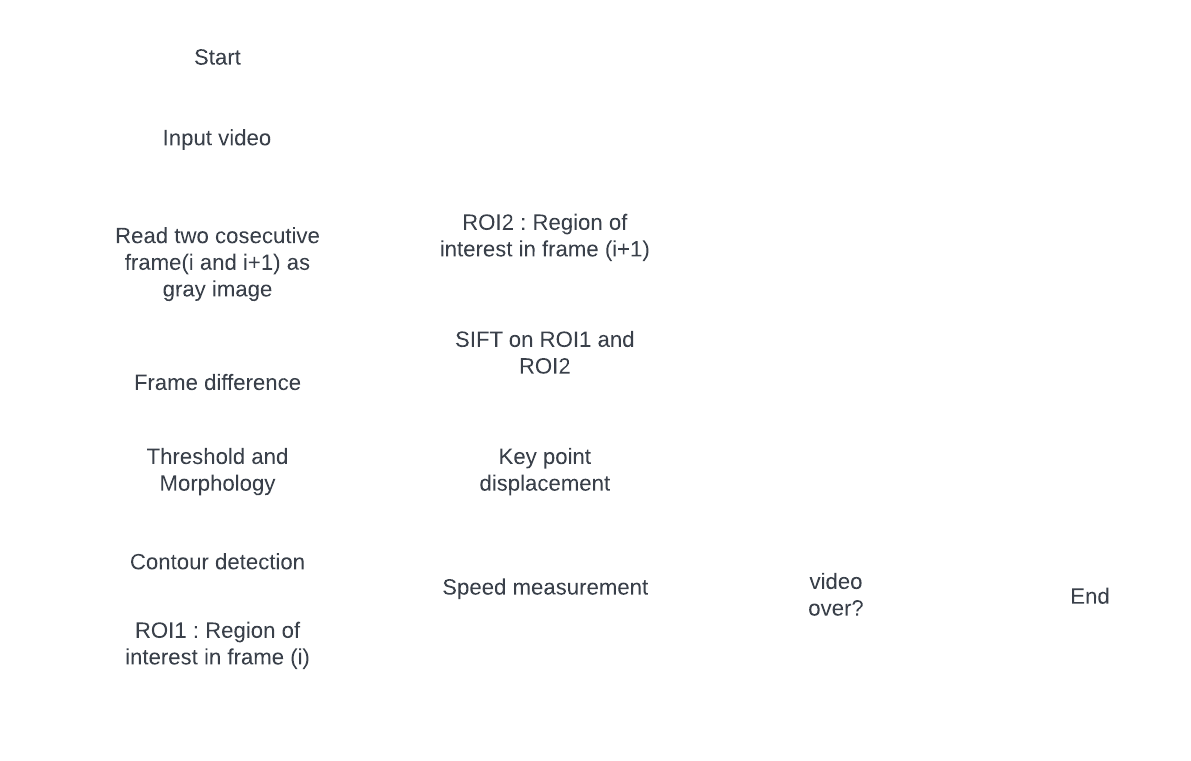 Start
Input video
Read two cosecutive
frame(i and i+1) as
gray image
Frame difference
Threshold and
Morphology
Contour detection
ROI1 : Region of
interest in frame (i)
ROI2 : Region of
interest in frame (i+1)
SIFT on ROI1 and
ROI2
Key point
displacement
Speed measurement
video
over?
End